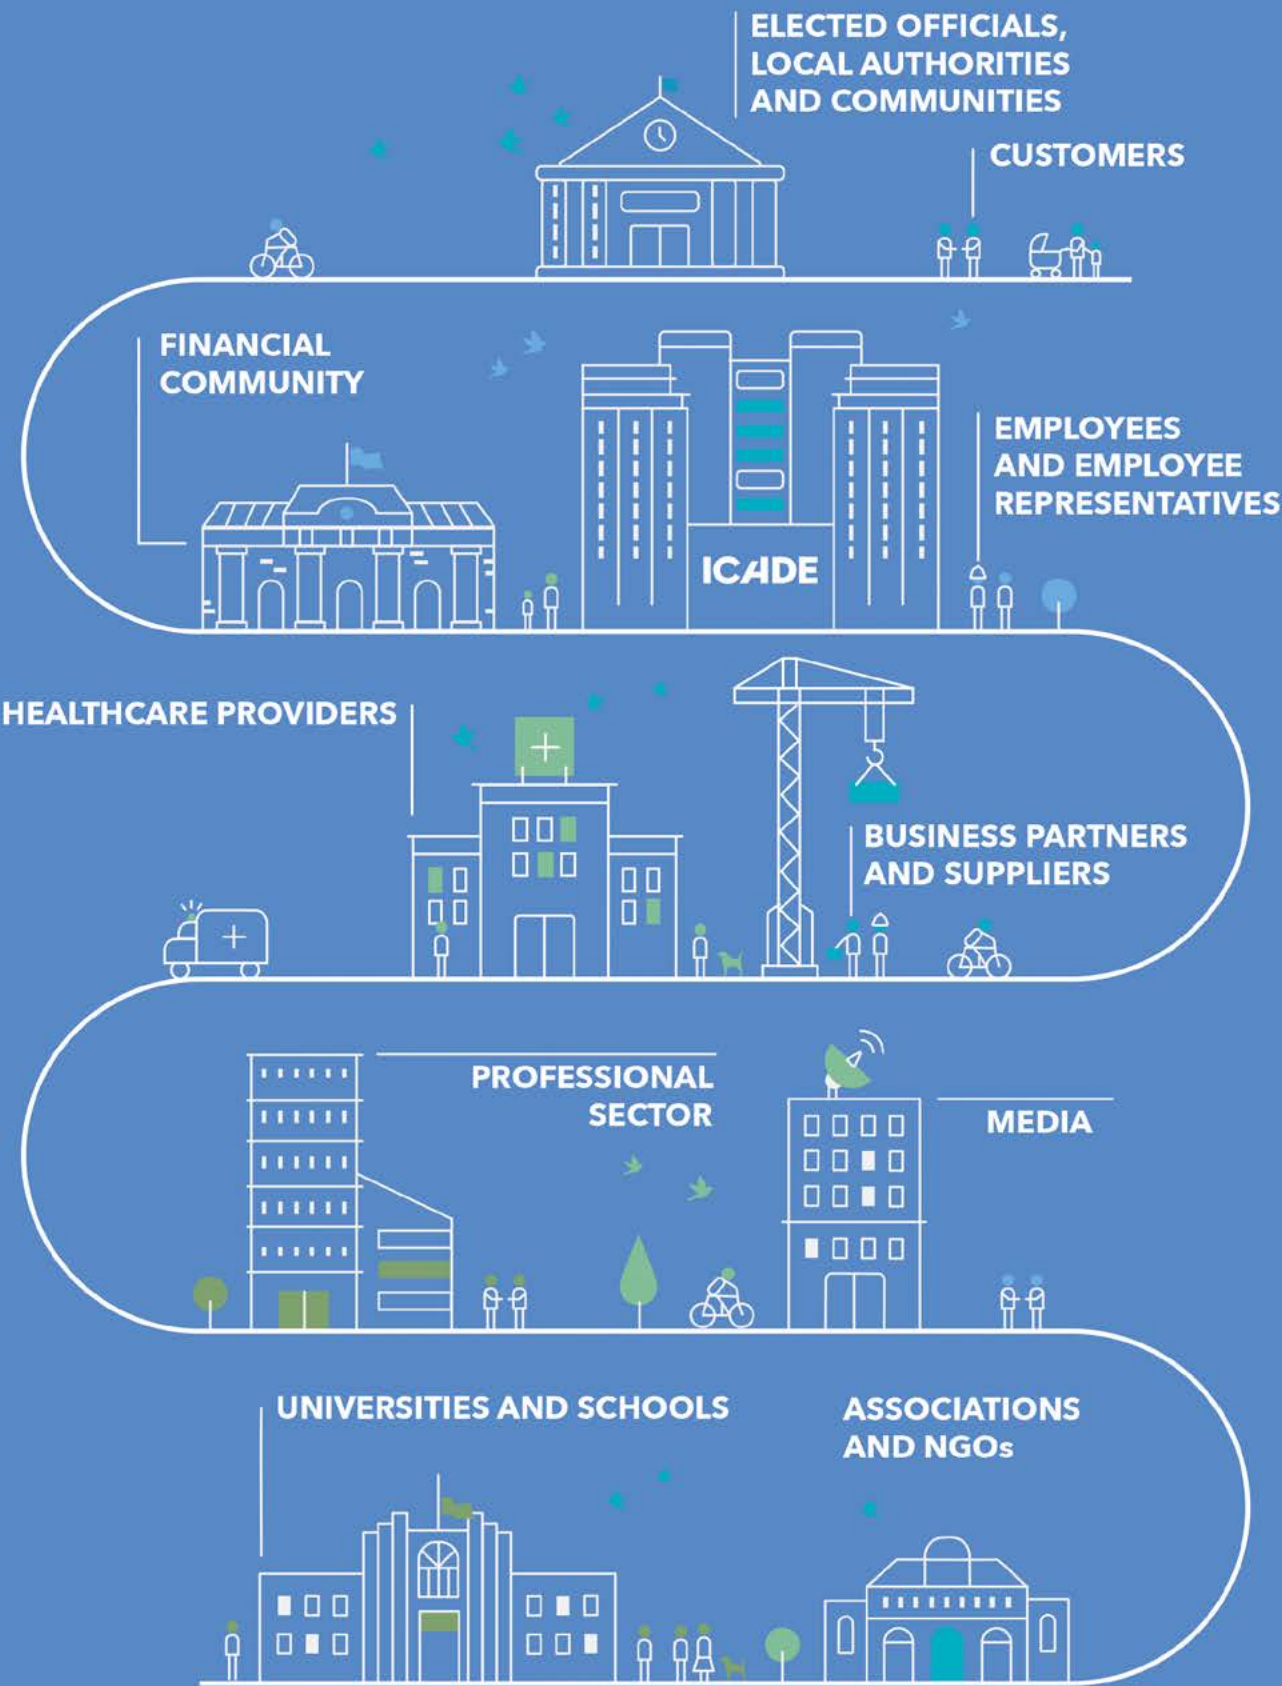 ELECTED OFFICIALS,
LOCAL AUTHORITIES
AND COMMUNITIES
CUSTOMERS
FINANCIAL
COMMUNITY
EMPLOYEES
AND EMPLOYEE
REPRESENTATIVES
ICADE
HEALTHCARE PROVIDERS
BUSINESS PARTNERS
AND SUPPLIERS
PROFESSIONAL
SECTOR
MEDIA
UNIVERSITIES AND SCHOOLS
ASSOCIATIONS
AND NGOs